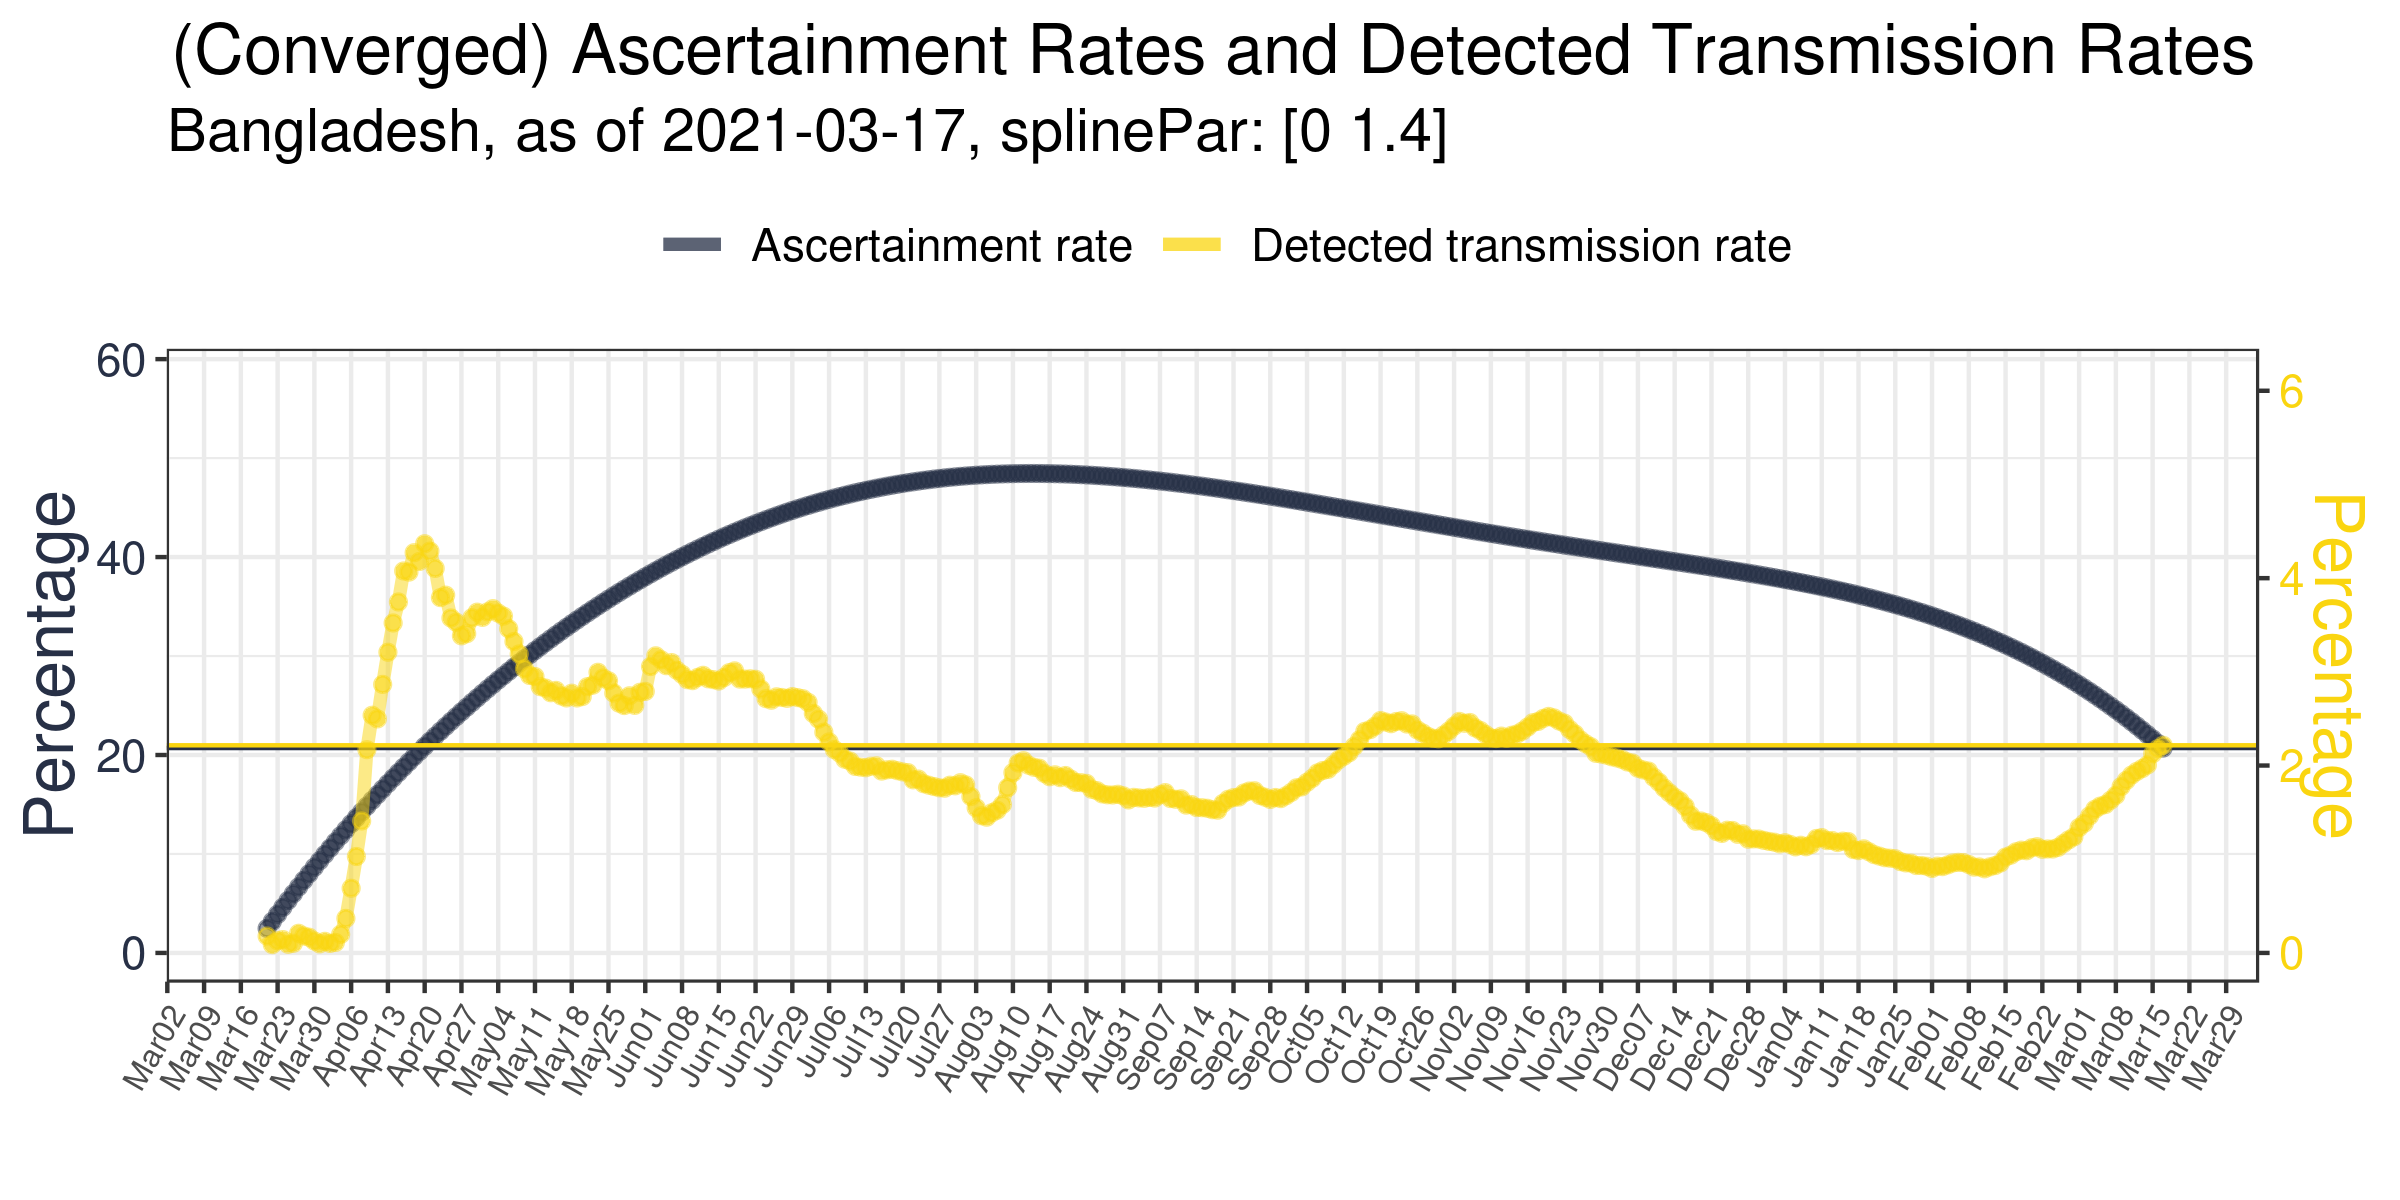 (Converged) Ascertainment Rates and Detected Transmission Rates
Bangladesh, as of 2021-03-17, splinePar: [0 1.4]
Ascertainment rate Detected transmission rate
Percentage
60
40
20
0
6
4
2
0
Percentage
Mar02 Mar09 Mar16 Mar23 Mar30 Apr06 Apr13 Apr20 Apr27 May04 May11 May18 May25 Jun01 Jun08 Jun15 Jun22 Jun29 Jul06 Jul13 Jul20 Jul27 Aug03 Aug10 Aug17 Aug24 Aug31 Sep07 Sep14 Sep21 Sep28 Oct05 Oct12 Oct19 Oct26 Nov02 Nov09 Nov16 Nov23 Nov30 Dec07 Dec14 Dec21 Dec28 Jan04 Jan11 Jan18 Jan25 Feb01 Feb08 Feb15 Feb22 Mar01 Mar08 Mar15 Mar22 Mar29